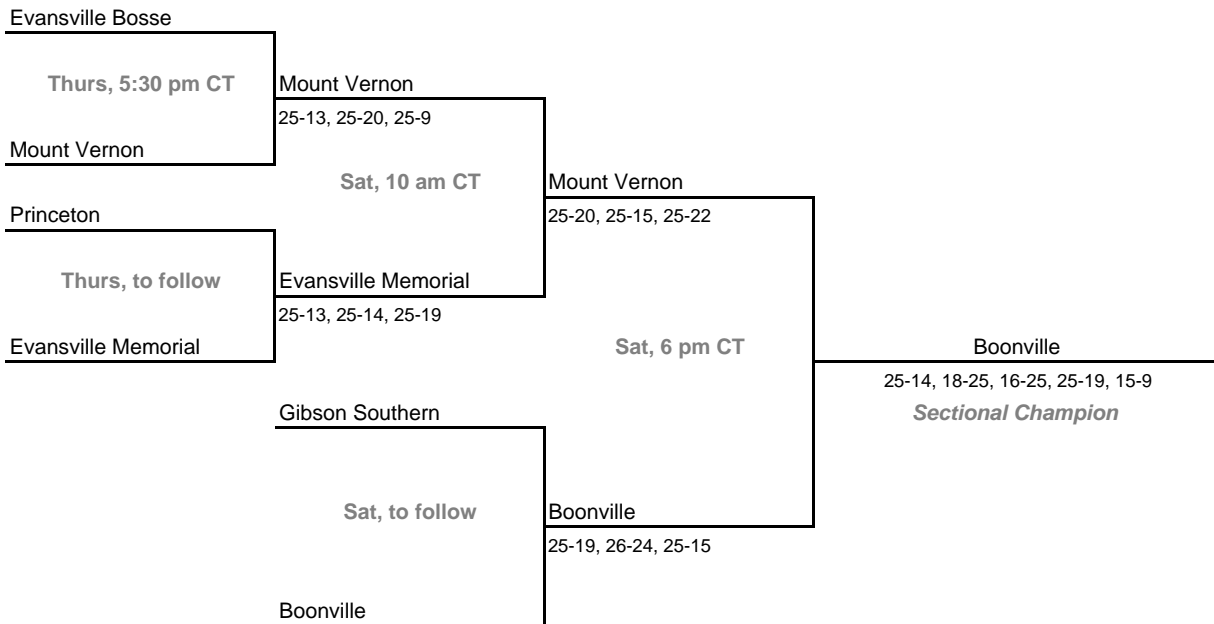 Evansville Bosse
Thurs, 5:30 pm CT
Mount Vernon
25-13, 25-20, 25-9
Mount Vernon
Sat, 10 am CT
Mount Vernon
25-20, 25-15, 25-22
Princeton
Thurs, to follow
Evansville Memorial
25-13, 25-14, 25-19
Evansville Memorial
Sat, 6 pm CT
Boonville
25-14, 18-25, 16-25, 25-19, 15-9
Sectional Champion
Gibson Southern
Sat, to follow
Boonville
25-19, 26-24, 25-15
Boonville